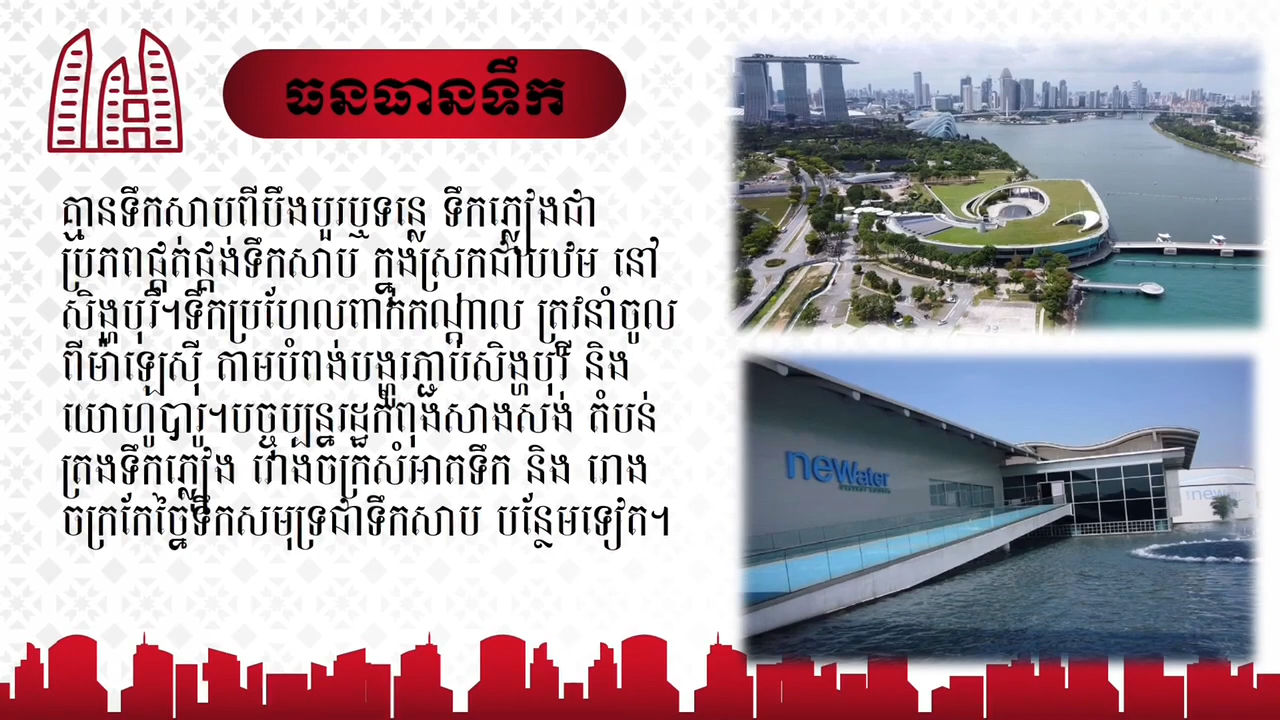 ធនធានទឹក
គ្មានទឹកសាបពីបឹងបួរឬទន្លេ ទឹកភ្លៀងជា
ប្រភពផ្គត់ផ្គង់ទឹកសាប ក្នុងស្រុកជាបឋម នៅ
សិង្ហបុរី។ទឹកប្រហែលពាក់កណ្តាល ត្រូវនាំចូល
ពីម៉ាឡេស៊ី តាមបំពង់បង្ហូរភ្ជាប់សិង្ហបុរី និង
យោហូបារូ។បច្ចុប្បន្នរដ្ឋកំពុងសាងសង់ តំបន់
ត្រងទឹកភ្លៀង រោងចក្រសំអាតទឹក និង រោង
ចក្រកែច្នៃទឹកសមុទ្រជាទឹកសាប បន្ថែមទៀត។
newater